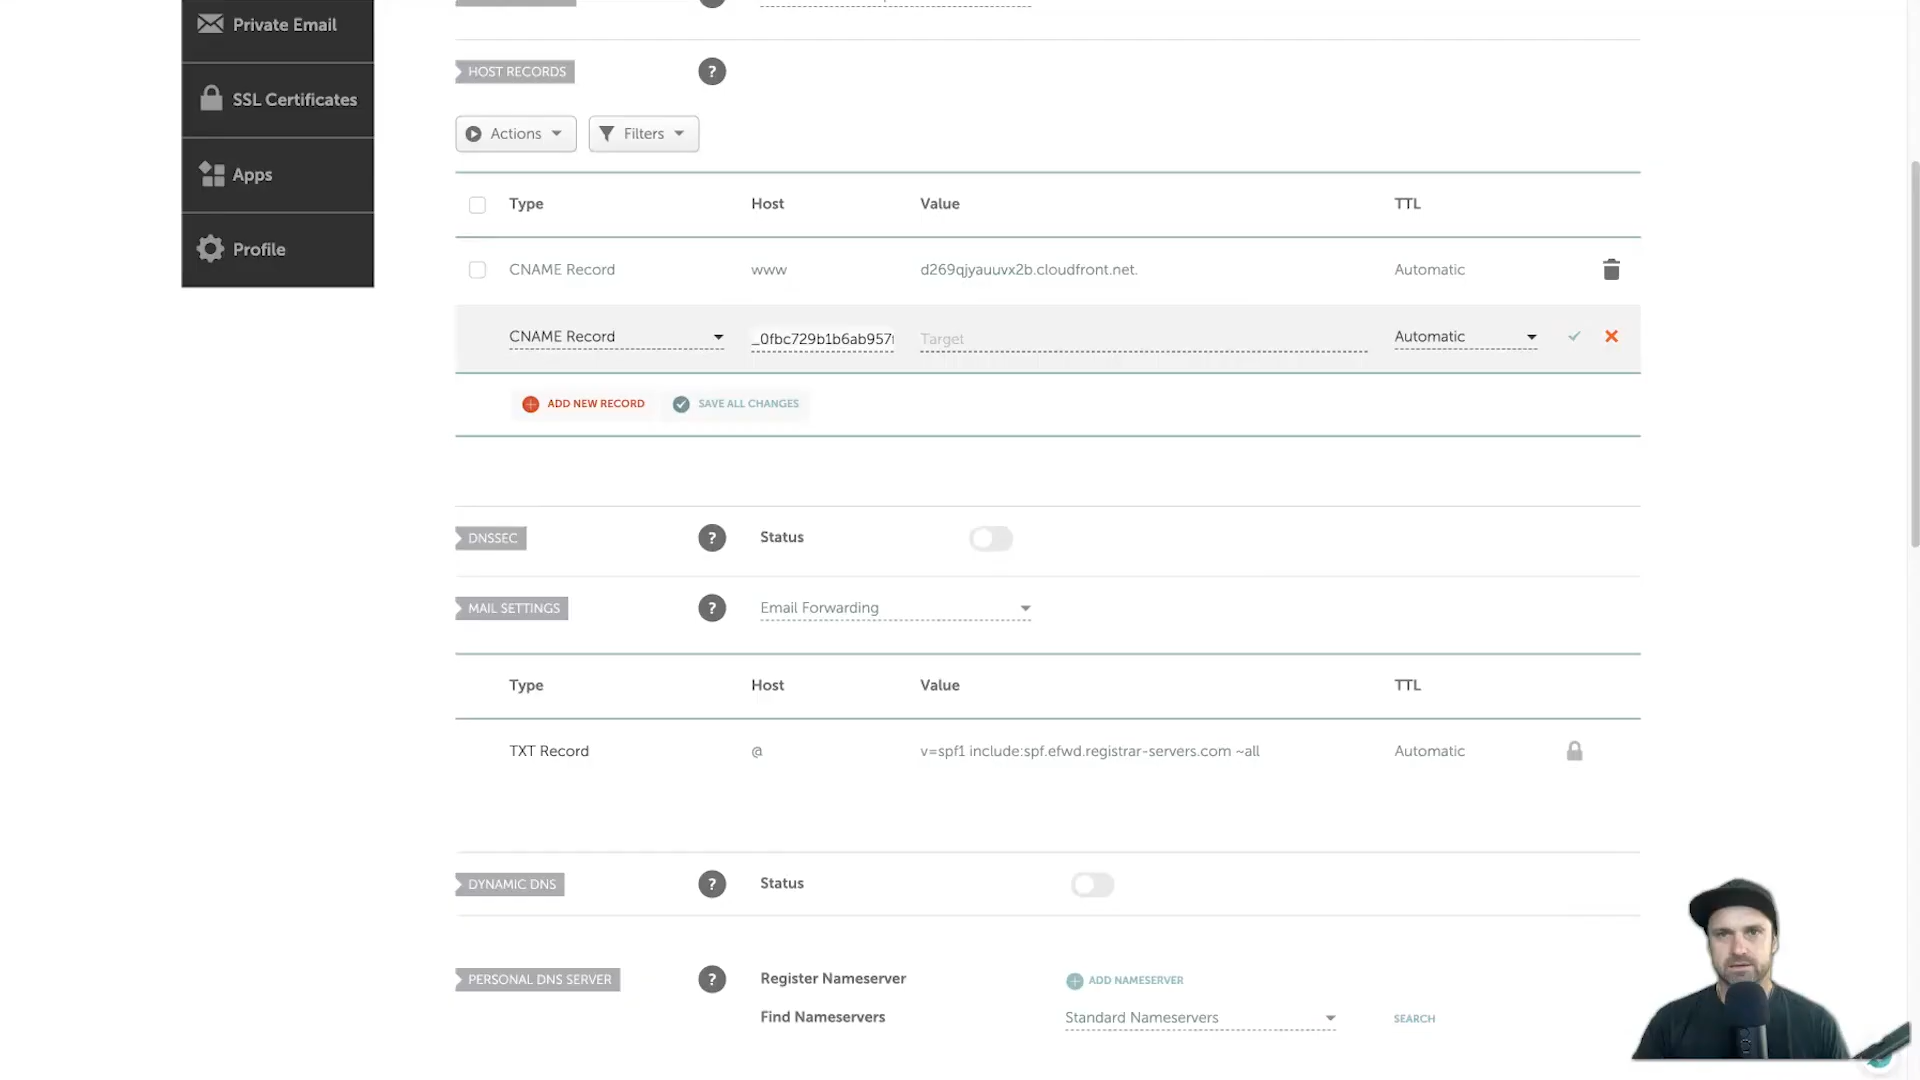 Private Email
SSL Certificates
Apps
Profile
HOST RECORDS ?
Actions Filters
Type Host Value TTL
CNAME Record www d269qjyauuvx2b.cloudfront.net. Automatic
CNAME Record _0fbc729b1b6ab957 Target Automatic
ADD NEW RECORD SAVE ALL CHANGES
DNSSEC ? Status
MAIL SETTINGS ? Email Forwarding
Type Host Value TTL
TXT Record @ v=spf1 include:spf.efwd.registrar-servers.com ~all Automatic
DYNAMIC DNS ? Status
PERSONAL DNS SERVER ? Register Nameserver ADD NAMESERVER
Find Nameservers Standard Nameservers SEARCH